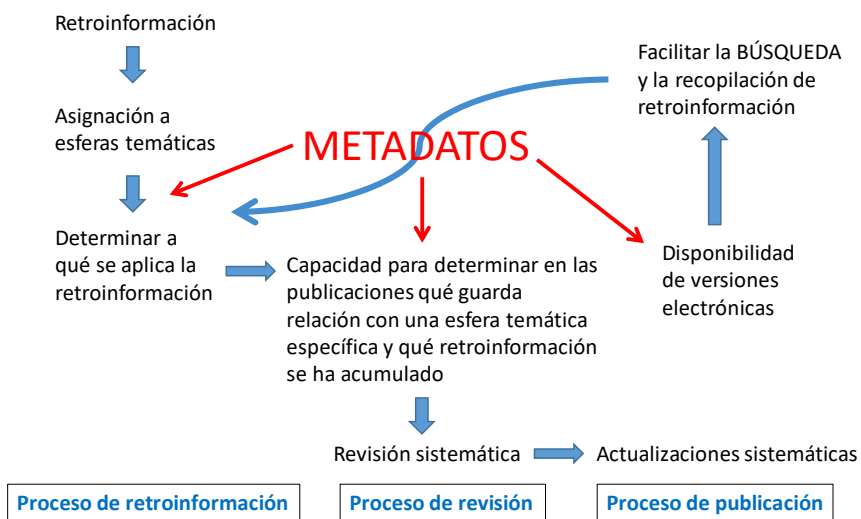 Retroinformación
Asignación a
esferas temáticas
Determinar a
qué se aplica la
retroinformación
METADATOS
Capacidad para determinar en las
publicaciones qué guarda
relación con una esfera temática
específica y qué retroinformación
se ha acumulado
Revisión sistemática
Actualizaciones sistemáticas
Facilitar la BÚSQUEDA
y la recopilación de
retroinformación
Disponibilidad
de versiones
electrónicas
Proceso de retroinformación
Proceso de revisión
Proceso de publicación